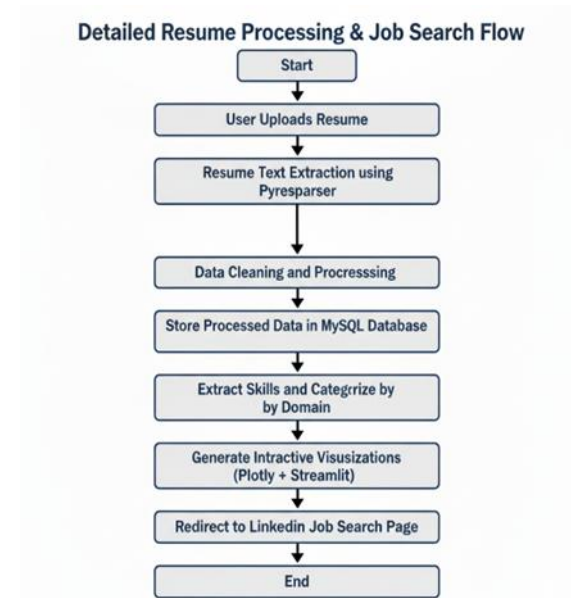 Detailed Resume Processing & Job Search Flow
Start
User Uploads Resume
Resume Text Extraction using
Pyresparser
Data Cleaning and Procresssing
Store Processed Data in MySQL Database
Extract Skills and Categrrize by
by Domain
Generate Intractive Visusizations
(Plotly + Streamlit)
Redirect to Linkedin Job Search Page
End